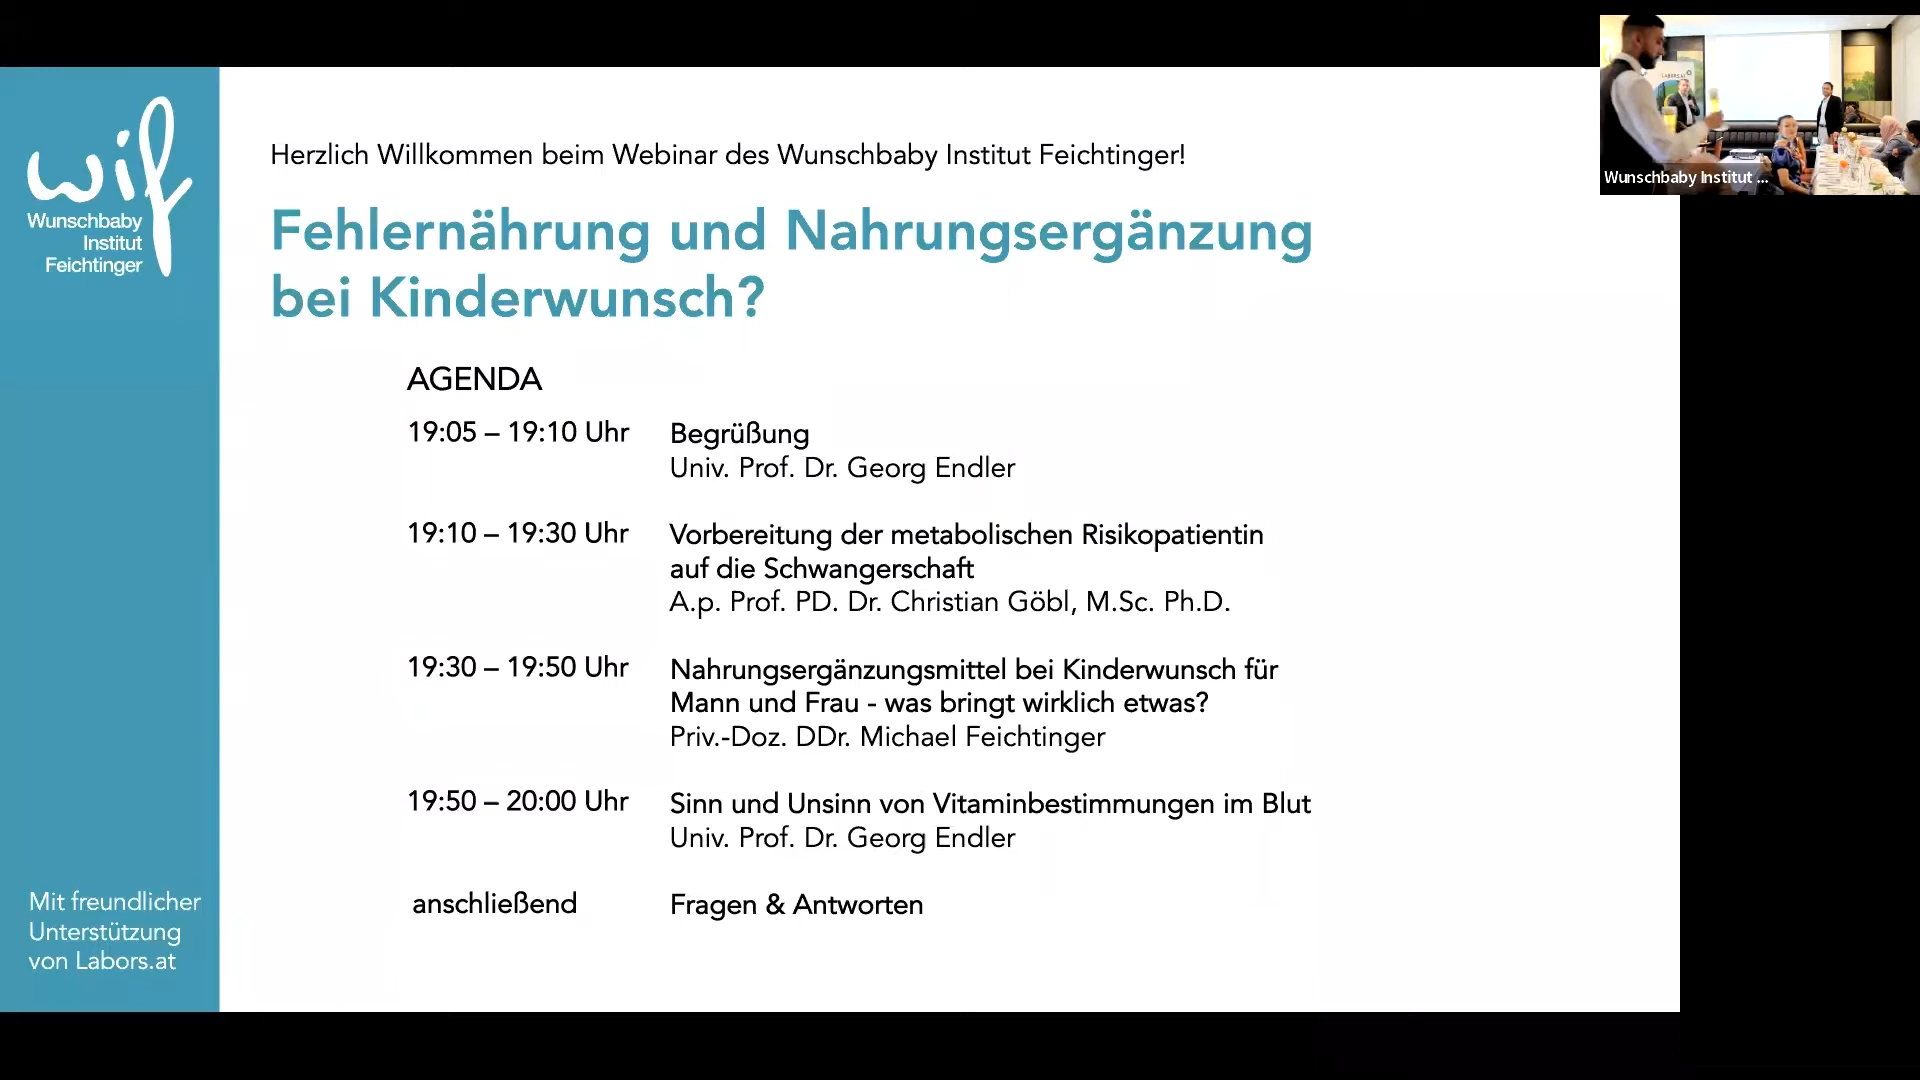 wif
Wunschbaby
Institut
Feichtinger
Herzlich Willkommen beim Webinar des Wunschbaby Institut Feichtinger!
Fehlernährung und Nahrungsergänzung
bei Kinderwunsch?
AGENDA
19:05 – 19:10 Uhr Begrüßung
Univ. Prof. Dr. Georg Endler
19:10 – 19:30 Uhr Vorbereitung der metabolischen Risikopatientin
auf die Schwangerschaft
A.p. Prof. PD. Dr. Christian Göbl, M.Sc. Ph.D.
19:30 – 19:50 Uhr Nahrungsergänzungsmittel bei Kinderwunsch für
Mann und Frau - was bringt wirklich etwas?
Priv.-Doz. DDr. Michael Feichtinger
19:50 – 20:00 Uhr Sinn und Unsinn von Vitaminbestimmungen im Blut
Univ. Prof. Dr. Georg Endler
anschließend Fragen & Antworten
Mit freundlicher
Unterstützung
von Labors.at
LABORS.AT
Wunschbaby Institut ...